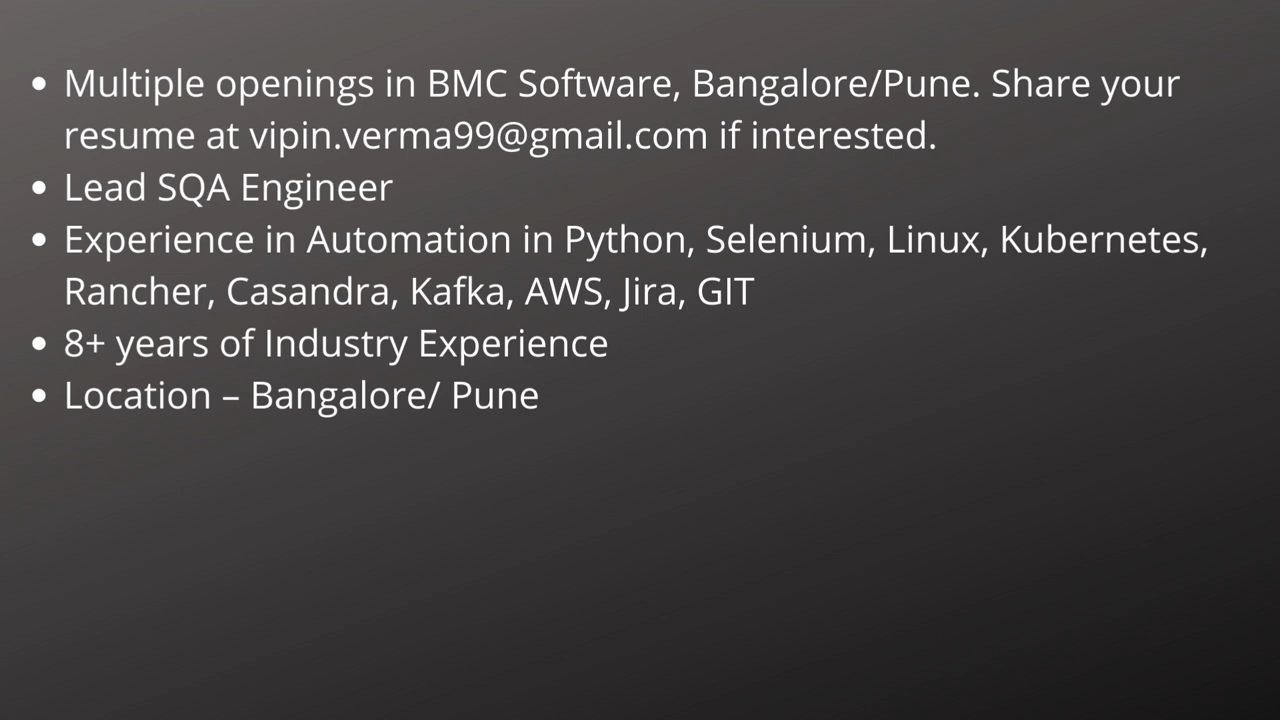 • Multiple openings in BMC Software, Bangalore/Pune. Share your
resume at vipin.verma99@gmail.com if interested.
• Lead SQA Engineer
• Experience in Automation in Python, Selenium, Linux, Kubernetes,
Rancher, Casandra, Kafka, AWS, Jira, GIT
• 8+ years of Industry Experience
• Location – Bangalore/ Pune